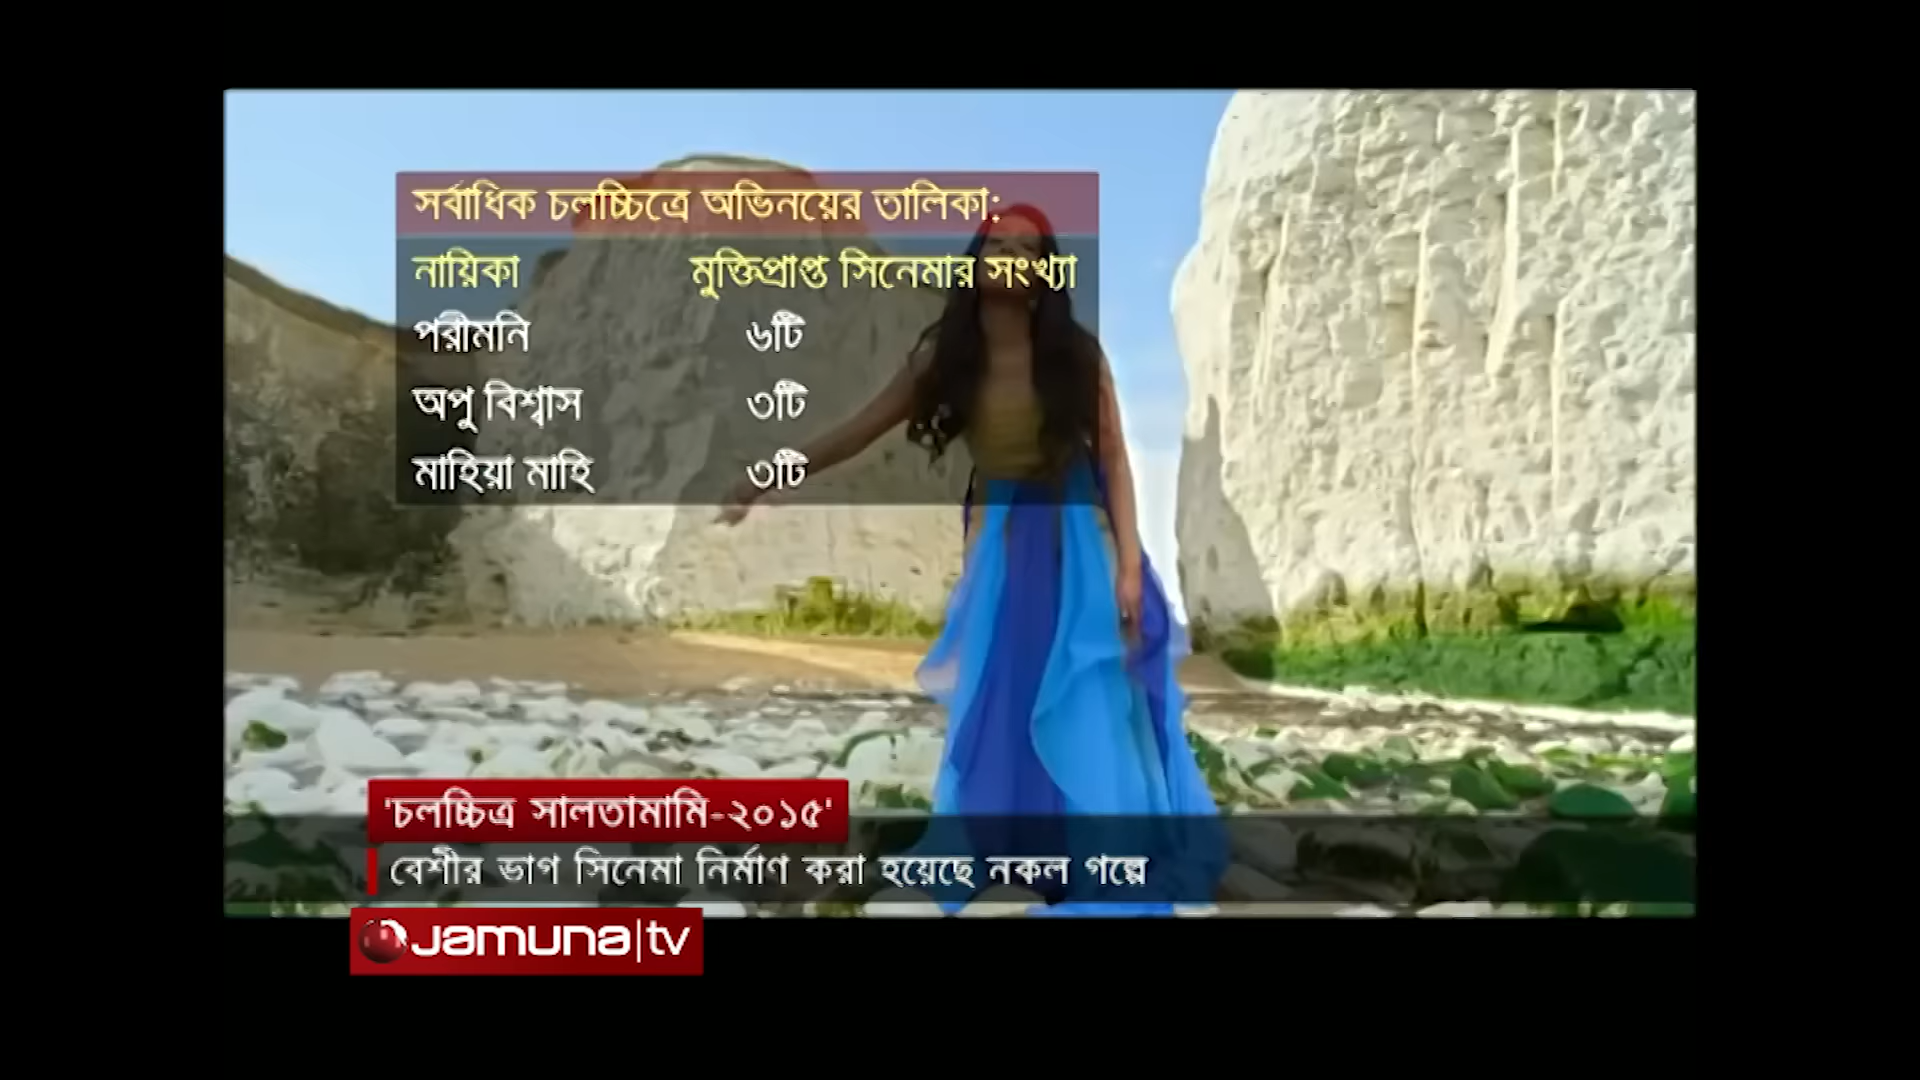 সর্বাধিক চলচ্চিত্রে অভিনয়ের তালিকা:
নায়িকা মুক্তিপ্রাপ্ত সিনেমার সংখ্যা
পরীমনি ৬টি
অপু বিশ্বাস ৩টি
মাহিয়া মাহি ৩টি
'চলচ্চিত্র সালতামামি-২০১৫'
বেশীর ভাগ সিনেমা নির্মাণ করা হয়েছে নকল গল্পে
Jamuna|tv